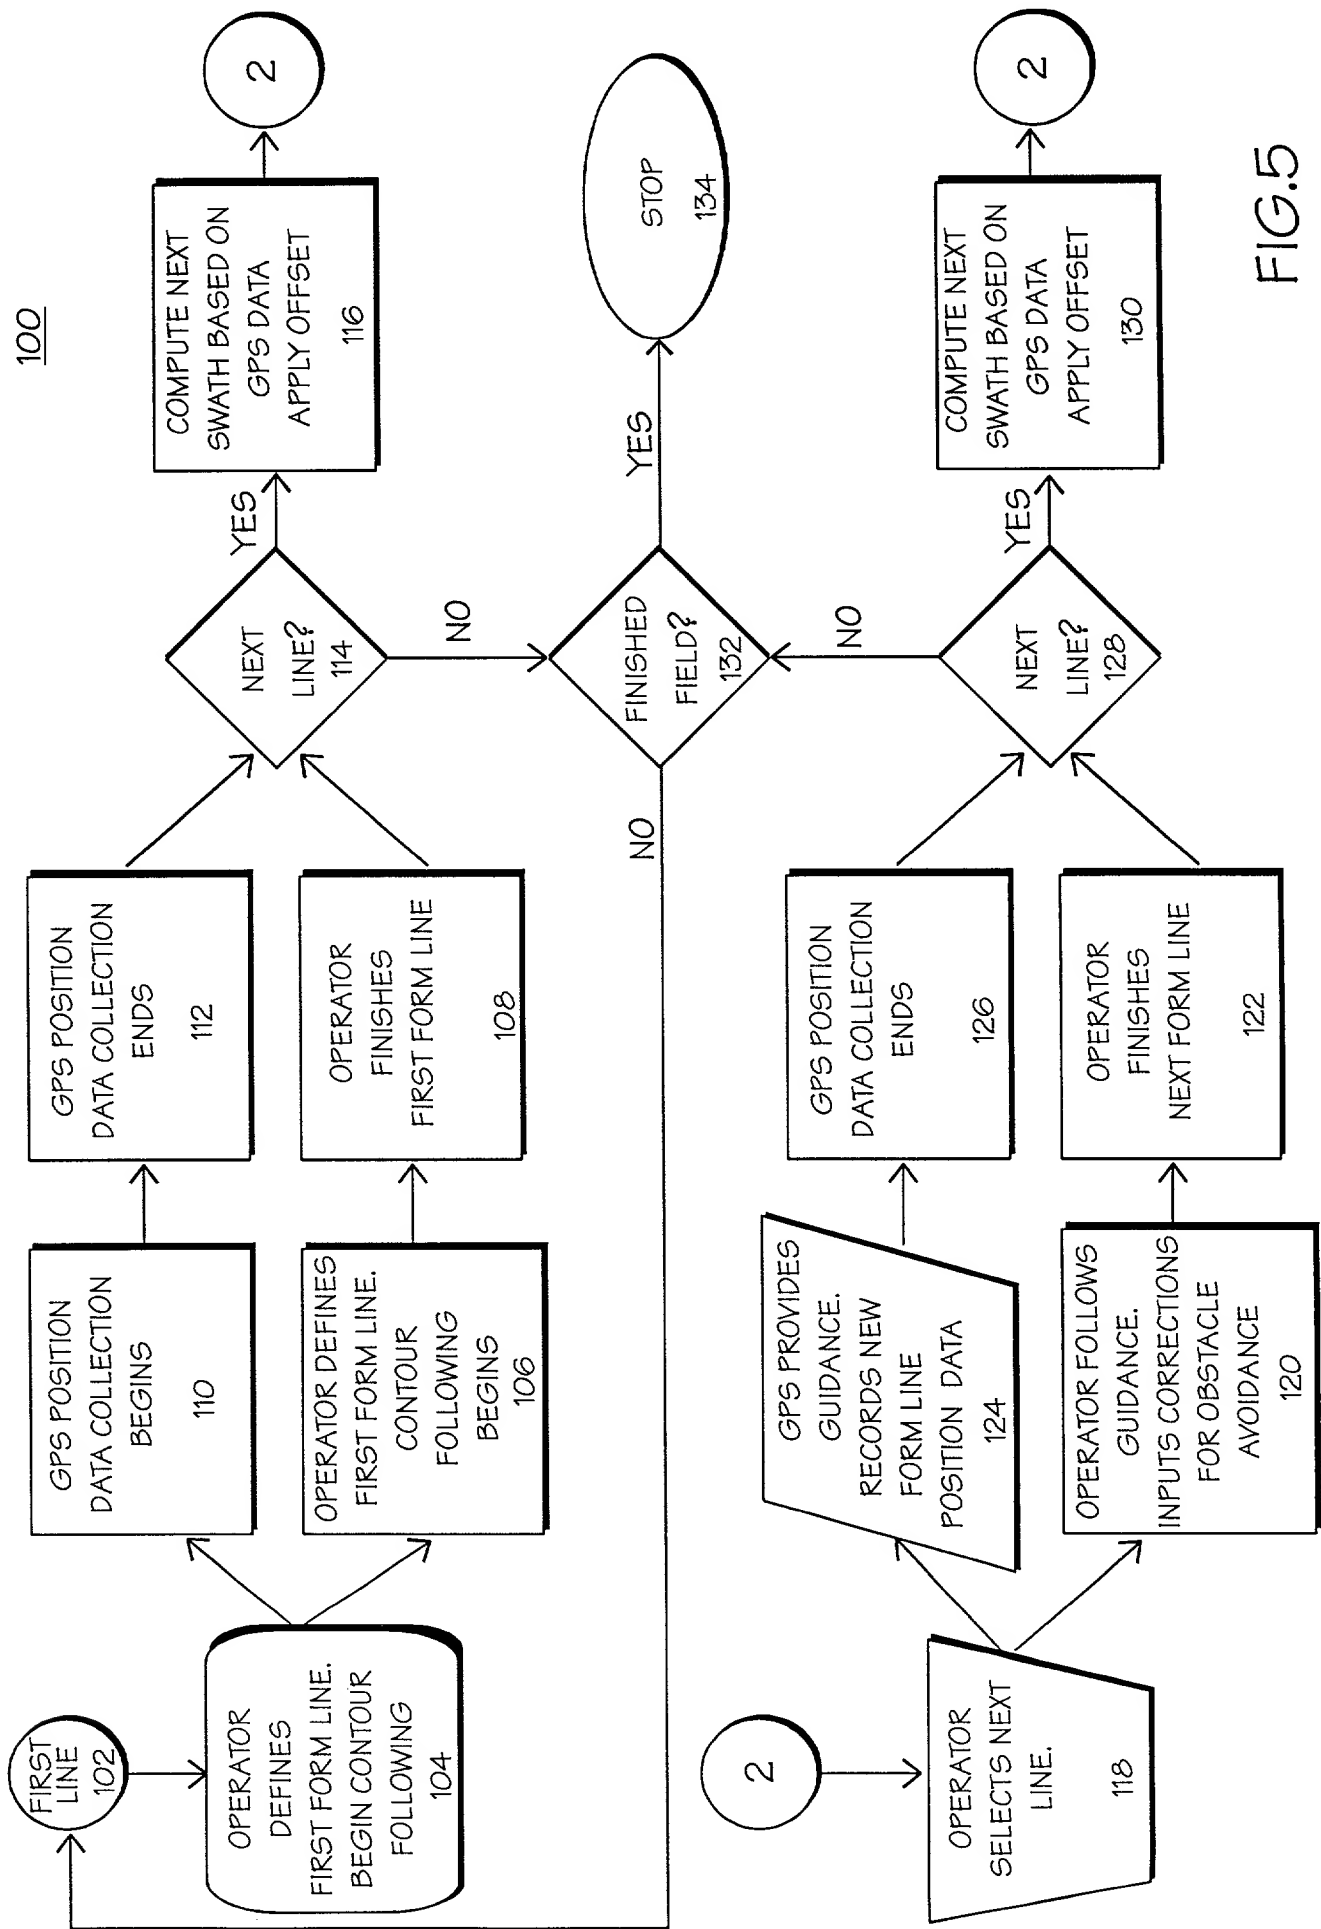 100
FIRST
LINE
102
OPERATOR
DEFINES
FIRST FORM LINE.
BEGIN CONTOUR
FOLLOWING
104
GPS POSITION
DATA COLLECTION
BEGINS
110
OPERATOR DEFINES
FIRST FORM LINE.
CONTOUR
FOLLOWING
BEGINS
106
GPS POSITION
DATA COLLECTION
ENDS
112
OPERATOR
FINISHES
FIRST FORM LINE
108
NEXT
LINE?
114
YES
NO
COMPUTE NEXT
SWATH BASED ON
GPS DATA
APPLY OFFSET
116
2
FINISHED
FIELD?
132
NO
YES
STOP
134
2
OPERATOR
SELECTS NEXT
LINE.
118
GPS PROVIDES
GUIDANCE.
RECORDS NEW
FORM LINE
POSITION DATA
124
OPERATOR FOLLOWS
GUIDANCE.
INPUTS CORRECTIONS
FOR OBSTACLE
AVOIDANCE
120
GPS POSITION
DATA COLLECTION
ENDS
126
OPERATOR
FINISHES
NEXT FORM LINE
122
NEXT
LINE?
128
NO
YES
COMPUTE NEXT
SWATH BASED ON
GPS DATA
APPLY OFFSET
130
2
FIG.5